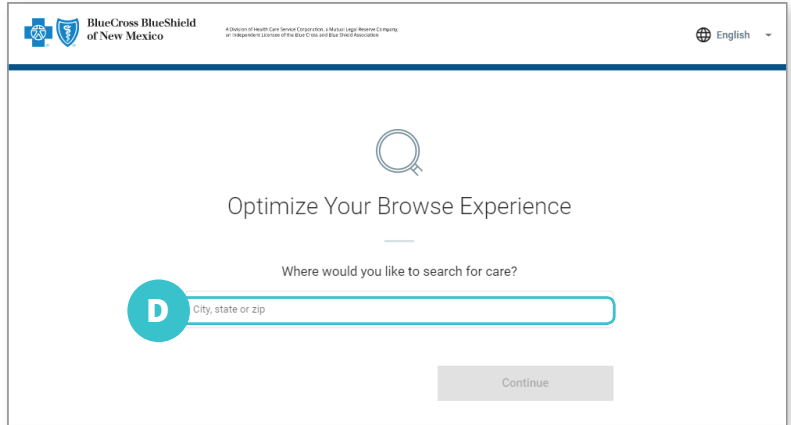 BlueCross BlueShield
of New Mexico
A Division of Health Care Service Corporation, a Mutual Legal Reserve Company,
an Independent Licensee of the Blue Cross and Blue Shield Association
English
Optimize Your Browse Experience
Where would you like to search for care?
D
City, state or zip
Continue